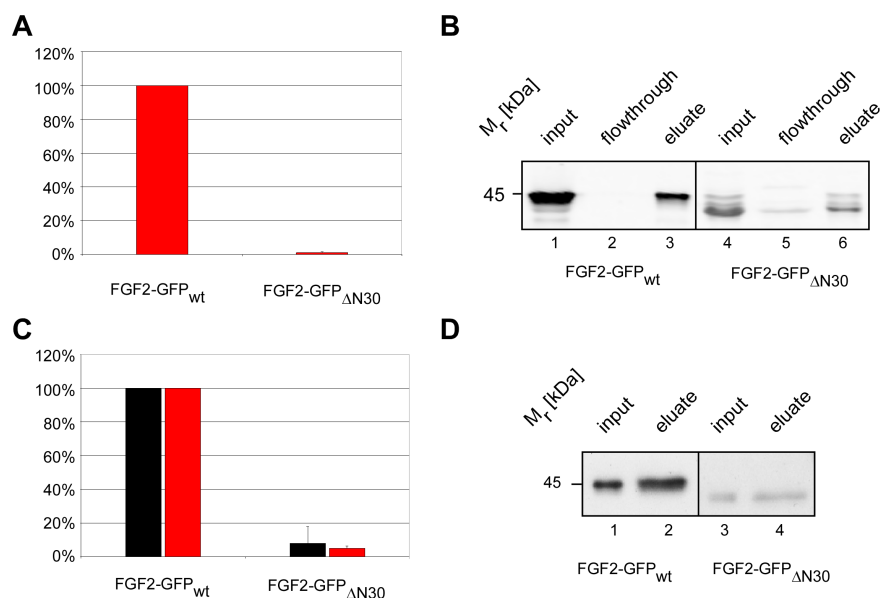 A
120%
100%
80%
60%
40%
20%
0%
FGF2-GFPwt
FGF2-GFPΔN30
B
Mr [kDa]
input
flowthrough
eluate
input
flowthrough
eluate
45
1 2 3 4 5 6
FGF2-GFPwt
FGF2-GFPΔN30
C
120%
100%
80%
60%
40%
20%
0%
FGF2-GFPwt
FGF2-GFPΔN30
D
Mr [kDa]
input
eluate
input
eluate
45
1 2 3 4
FGF2-GFPwt
FGF2-GFPΔN30